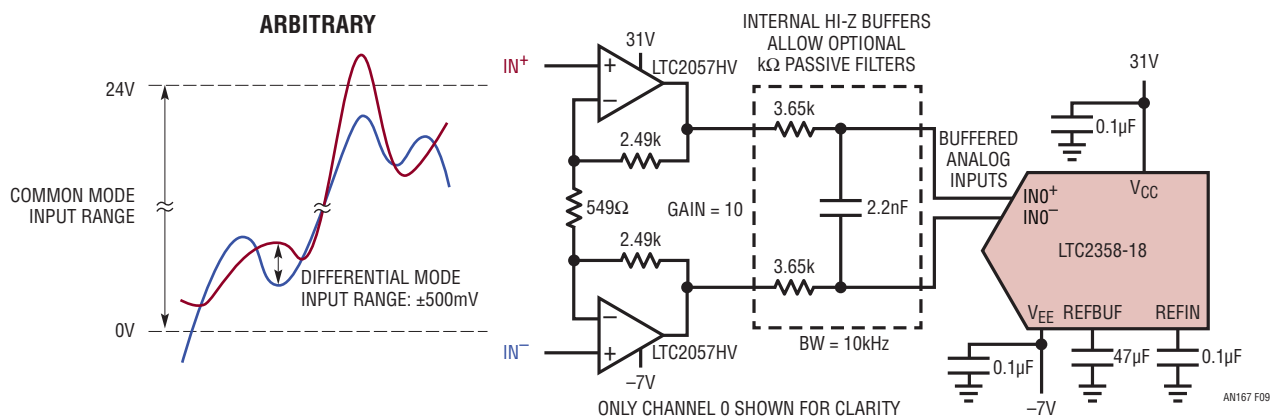 ARBITRARY
24V
COMMON MODE
INPUT RANGE
DIFFERENTIAL MODE
INPUT RANGE: ±500mV
0V
IN+
31V
LTC2057HV
+
–
2.49k
549Ω
GAIN = 10
2.49k
–
+
LTC2057HV
–7V
IN–
INTERNAL HI-Z BUFFERS
ALLOW OPTIONAL
kΩ PASSIVE FILTERS
3.65k
2.2nF
3.65k
BW = 10kHz
BUFFERED
ANALOG
INPUTS
31V
0.1µF
VCC
IN0+
IN0–
LTC2358-18
VEE
REFBUF
REFIN
0.1µF
47µF
0.1µF
–7V
ONLY CHANNEL 0 SHOWN FOR CLARITY
AN167 F09